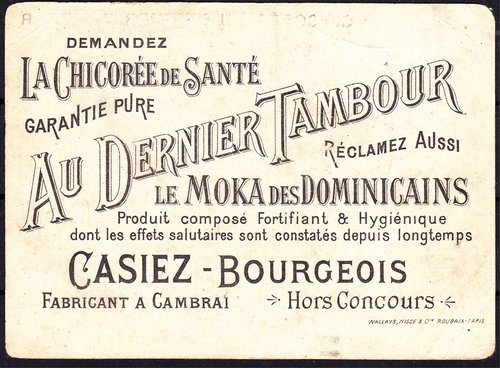 DEMANDEZ
LA CHICORÉE DE SANTÉ
GARANTIE PURE
AU DERNIER TAMBOUR
RÉCLAMEZ AUSSI
LE MOKA DES DOMINICAINS
Produit composé Fortifiant & Hygiénique
dont les effets salutaires sont constatés depuis longtemps
CASIEZ - BOURGEOIS
FABRICANT A CAMBRAI
HORS CONCOURS
WALLAYS, NISSE & Cie ROUBAIX-PARIS